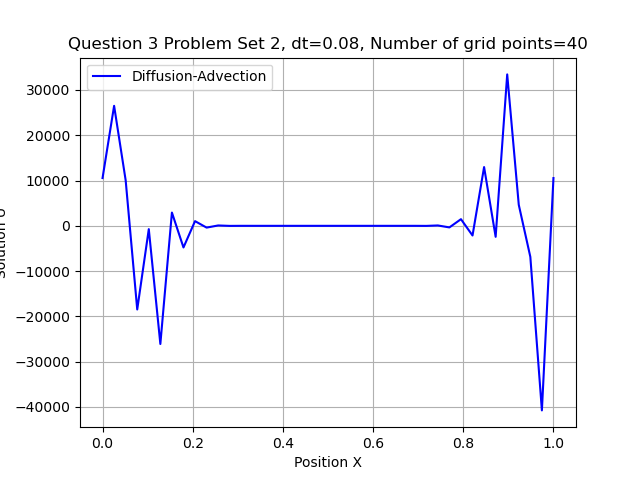 Question 3 Problem Set 2, dt=0.08, Number of grid points=40
Diffusion-Advection
30000
20000
10000
0
−10000
−20000
−30000
−40000
Solution U
0.0 0.2 0.4 0.6 0.8 1.0
Position X